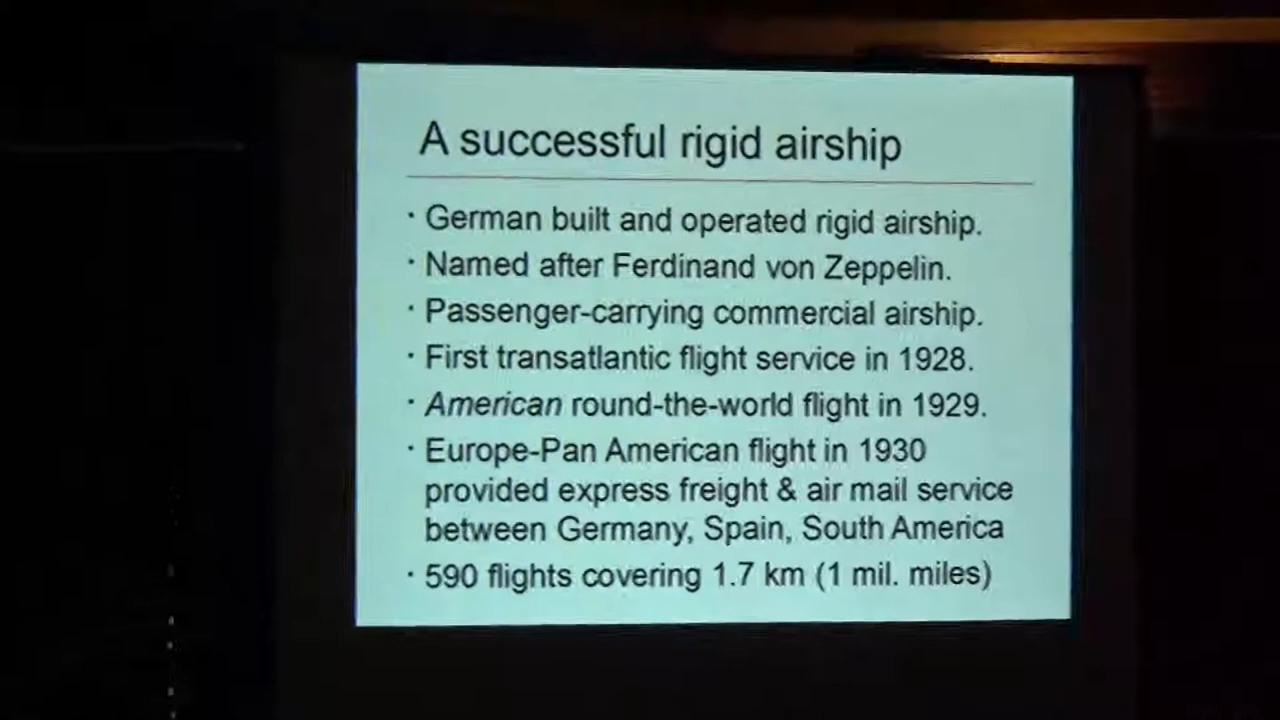 A successful rigid airship
· German built and operated rigid airship.
· Named after Ferdinand von Zeppelin.
· Passenger-carrying commercial airship.
· First transatlantic flight service in 1928.
· American round-the-world flight in 1929.
· Europe-Pan American flight in 1930
provided express freight & air mail service
between Germany, Spain, South America
· 590 flights covering 1.7 km (1 mil. miles)